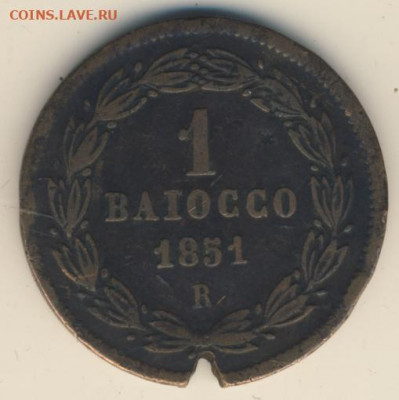 COINS.LAVE.RU
1
BAIOCCO
1851
R